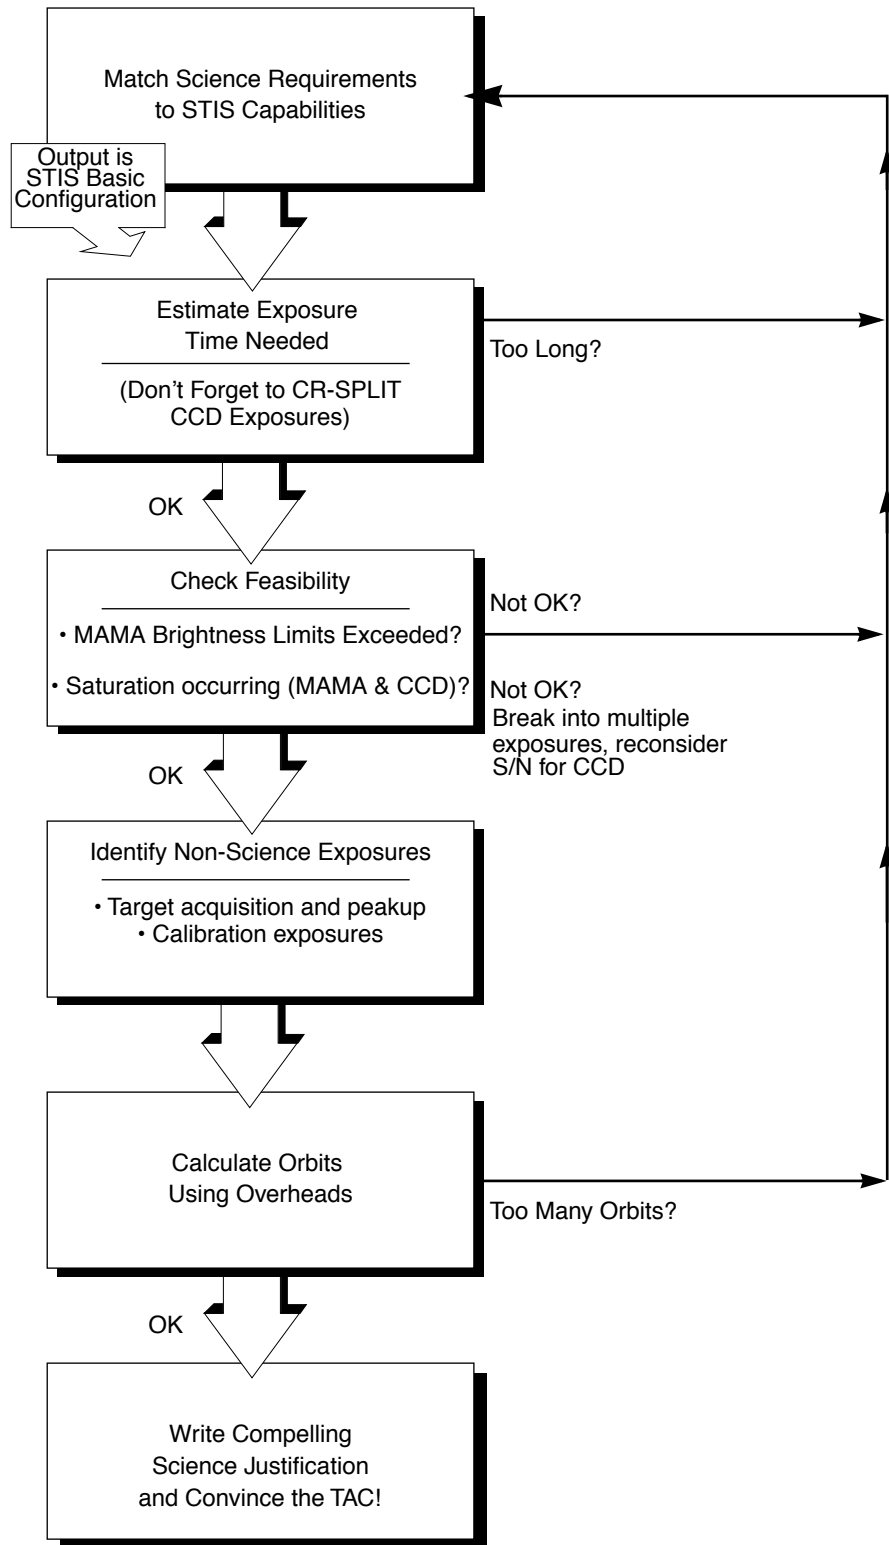 Match Science Requirements
to STIS Capabilities
Output is
STIS Basic
Configuration
Estimate Exposure
Time Needed
(Don't Forget to CR-SPLIT
CCD Exposures)
Too Long?
OK
Check Feasibility
• MAMA Brightness Limits Exceeded?
• Saturation occurring (MAMA & CCD)?
Not OK?
Not OK?
Break into multiple
exposures, reconsider
S/N for CCD
OK
Identify Non-Science Exposures
• Target acquisition and peakup
• Calibration exposures
Calculate Orbits
Using Overheads
Too Many Orbits?
OK
Write Compelling
Science Justification
and Convince the TAC!